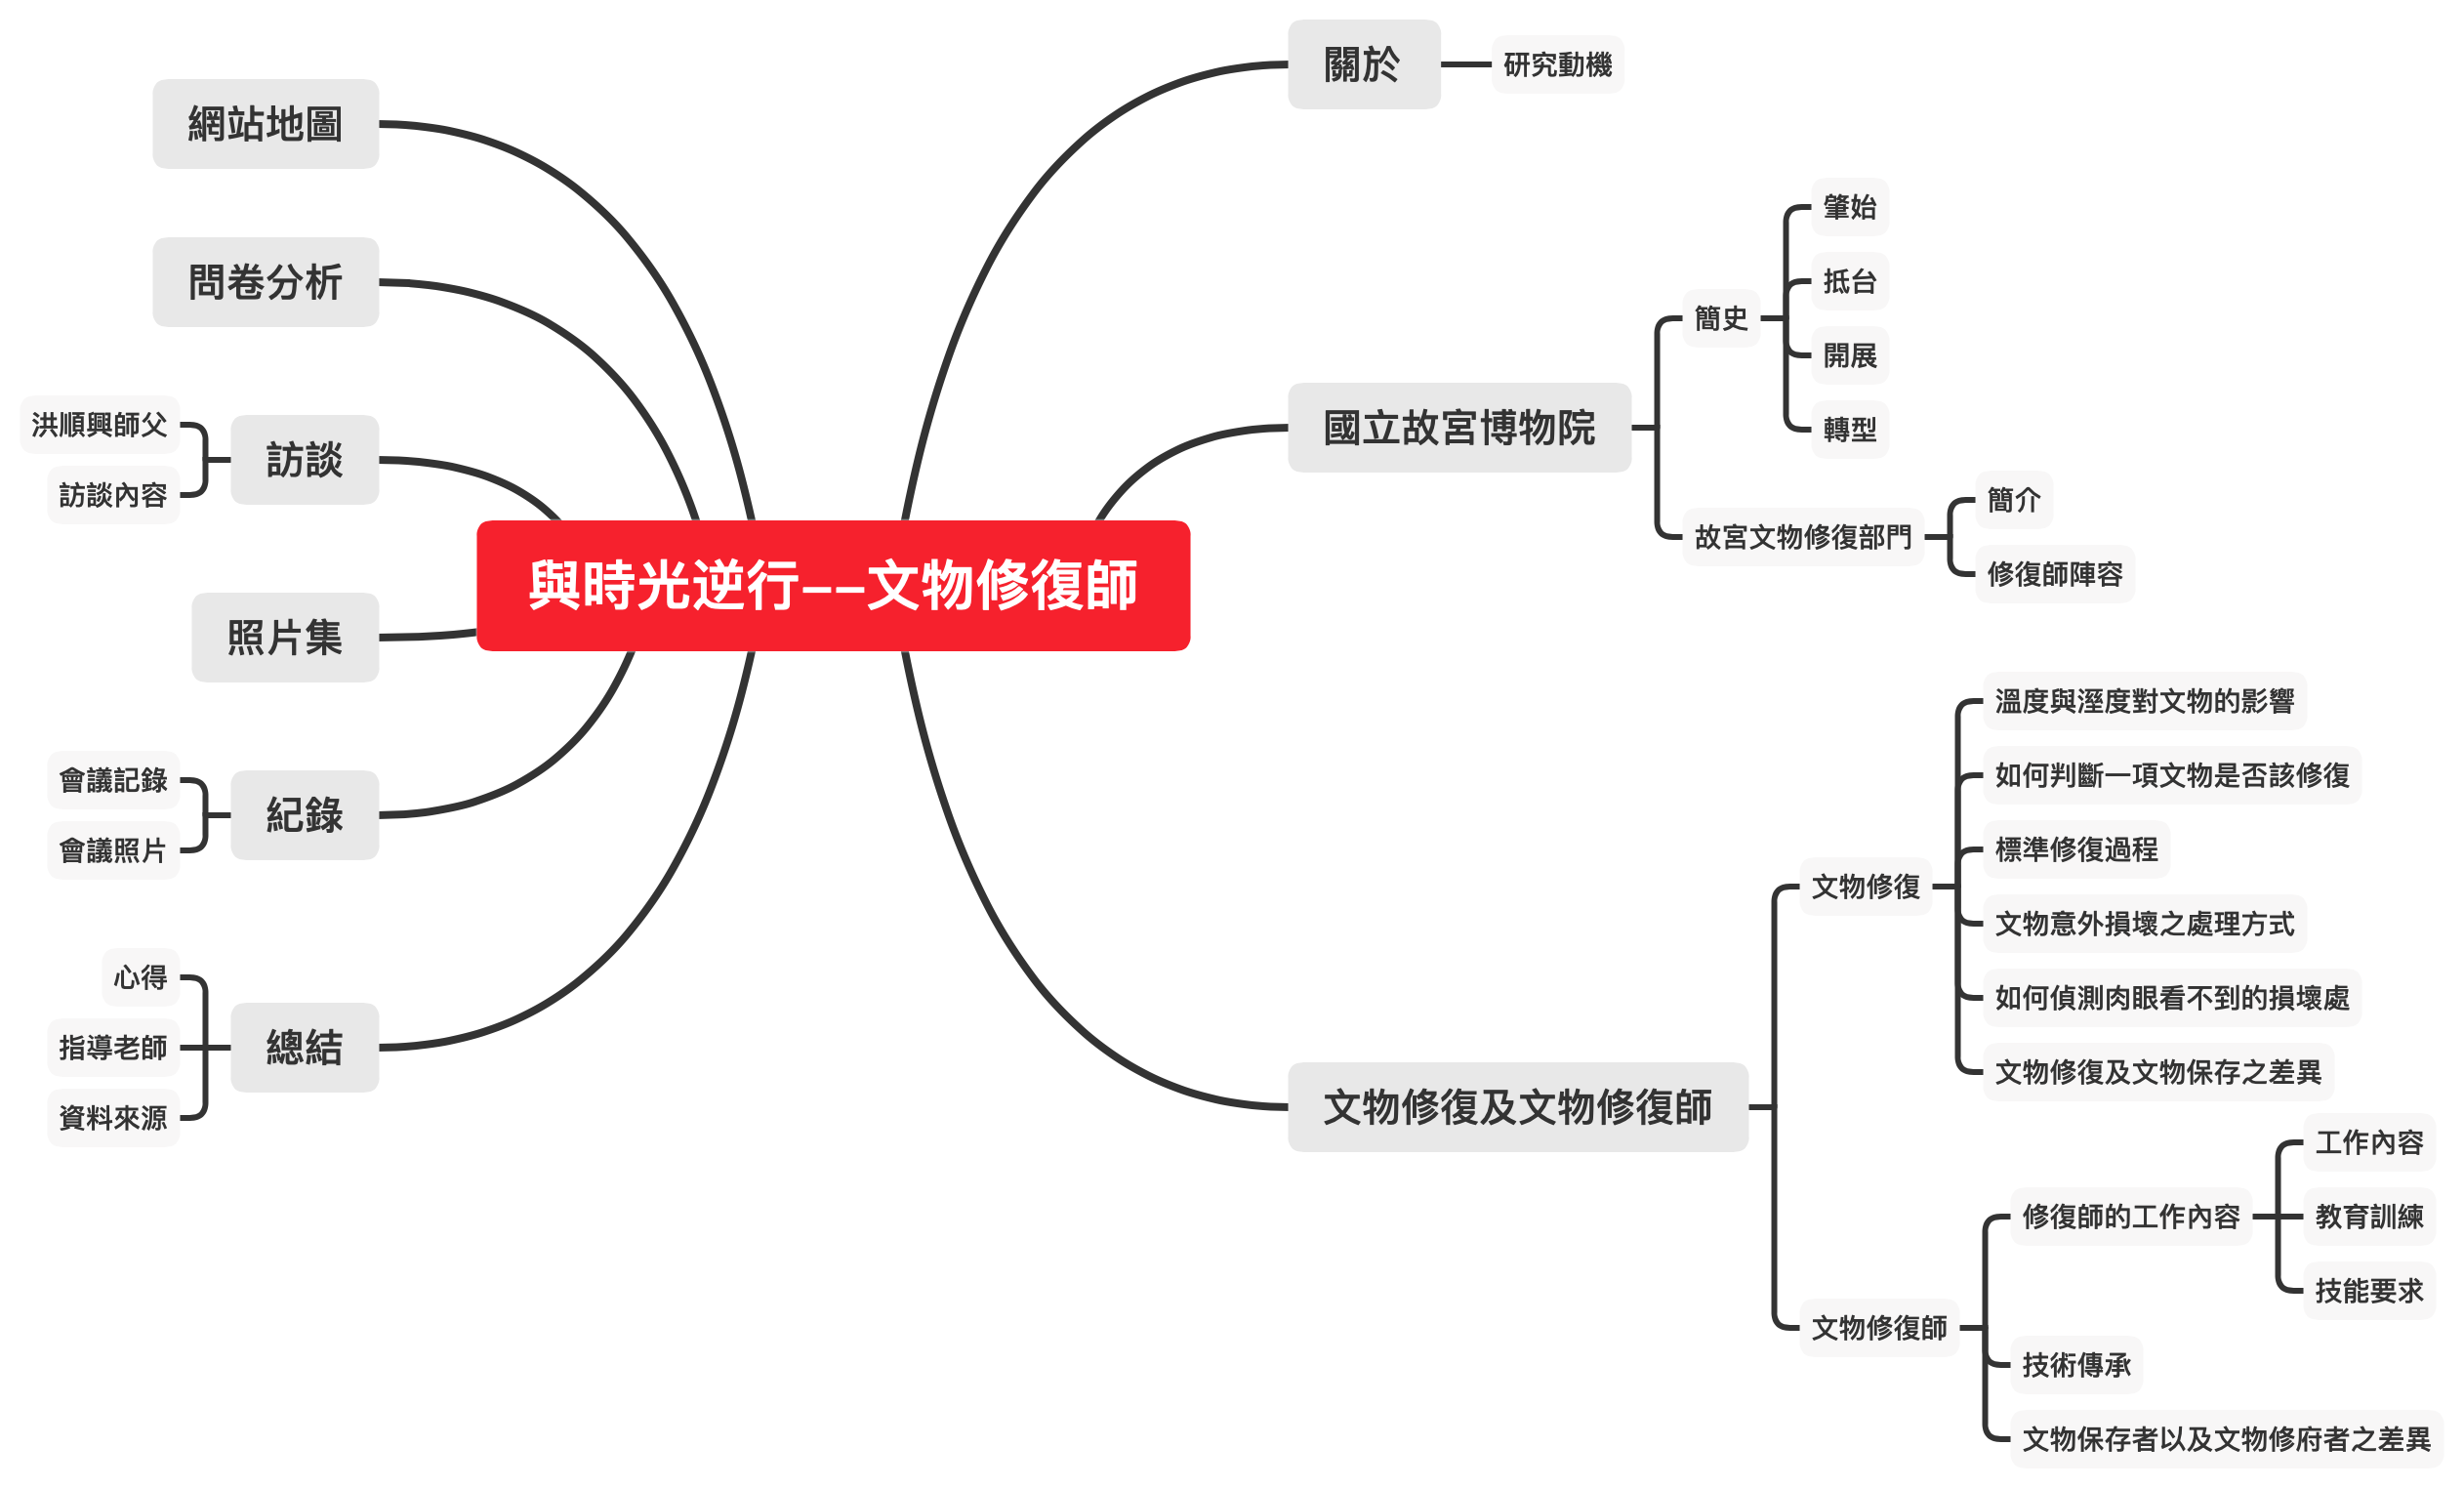 與時光逆行––文物修復師
關於
研究動機
國立故宮博物院
簡史
肇始
抵台
開展
轉型
故宮文物修復部門
簡介
修復師陣容
文物修復及文物修復師
文物修復
溫度與溼度對文物的影響
如何判斷一項文物是否該修復
標準修復過程
文物意外損壞之處理方式
如何偵測肉眼看不到的損壞處
文物修復及文物保存之差異
文物修復師
修復師的工作內容
工作內容
教育訓練
技能要求
技術傳承
文物保存者以及文物修府者之差異
網站地圖
問卷分析
訪談
洪順興師父
訪談內容
照片集
紀錄
會議記錄
會議照片
總結
心得
指導老師
資料來源